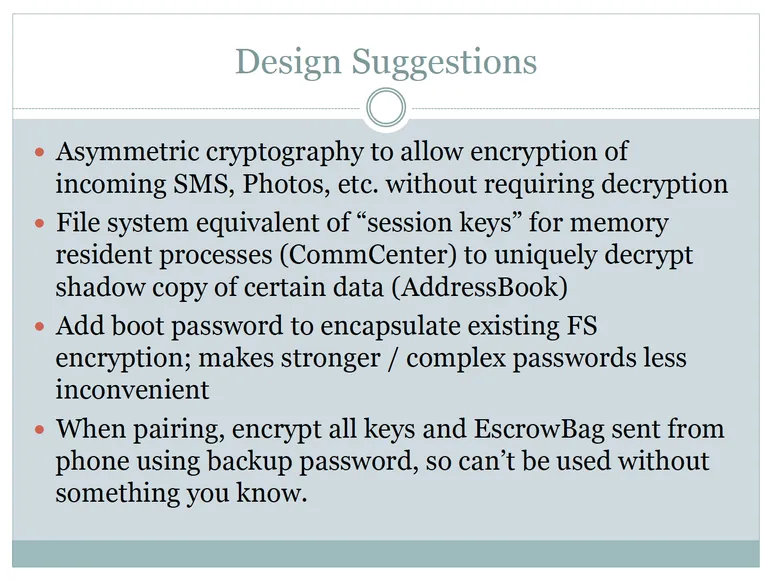 Design Suggestions
• Asymmetric cryptography to allow encryption of
incoming SMS, Photos, etc. without requiring decryption
• File system equivalent of “session keys” for memory
resident processes (CommCenter) to uniquely decrypt
shadow copy of certain data (AddressBook)
• Add boot password to encapsulate existing FS
encryption; makes stronger / complex passwords less
inconvenient
• When pairing, encrypt all keys and EscrowBag sent from
phone using backup password, so can’t be used without
something you know.